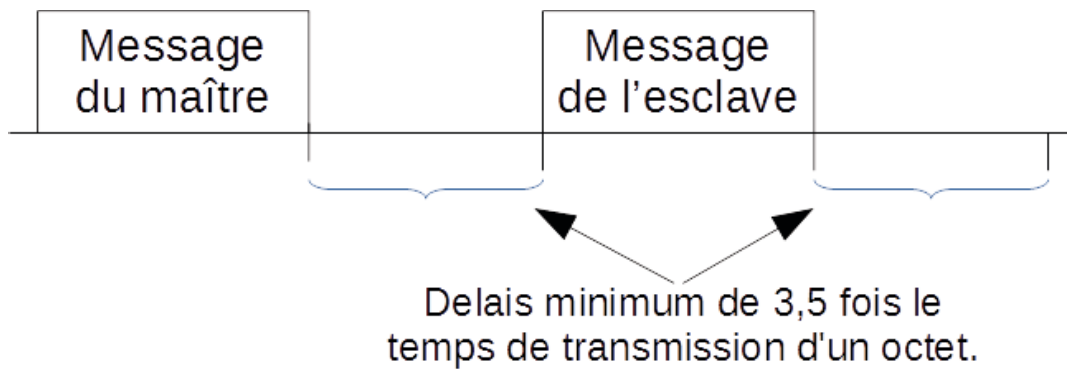 Message
du maître
Message
de l'esclave
Delais minimum de 3,5 fois le
temps de transmission d'un octet.